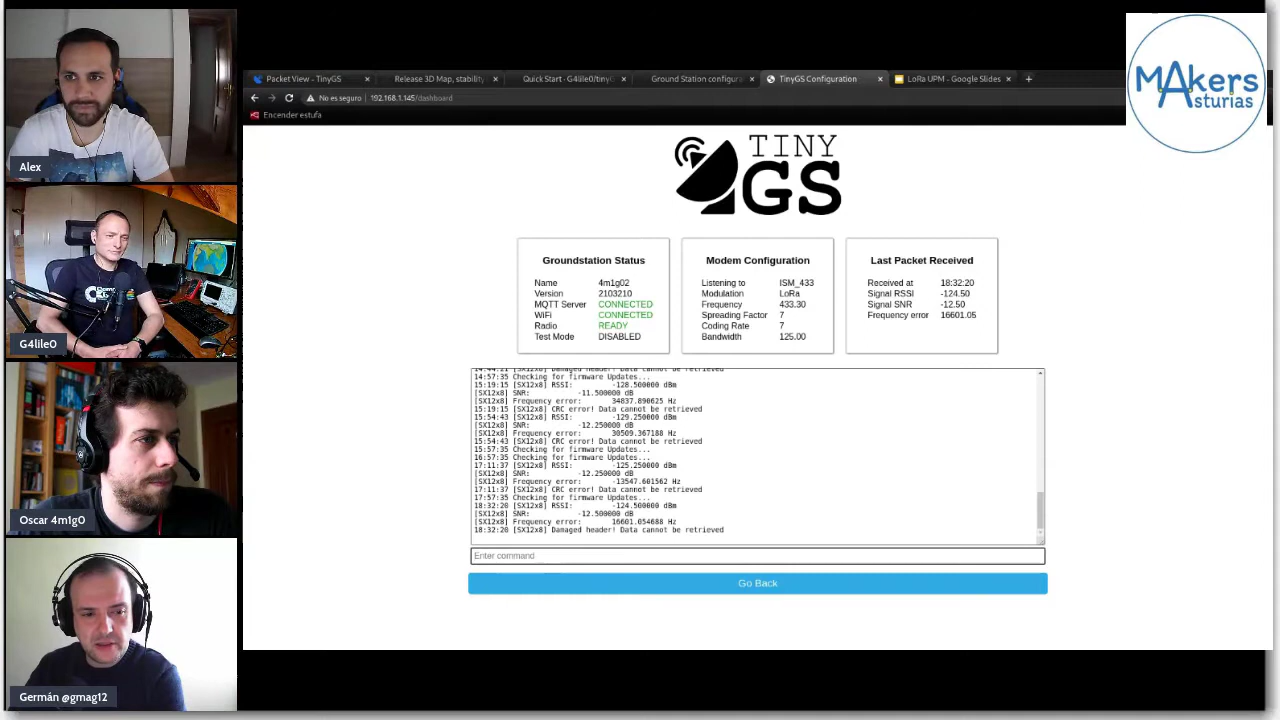 Alex
G4lile0
Oscar 4m1g0
Germán @gmag12
Packet View - TinyGS
Release 3D Map, stability
Quick Start · G4lile0/tinyG
Ground Station configura
TinyGS Configuration
LoRa UPM - Google Slides
No es seguro
192.168.1.145/dashboard
Encender estufa
MAkers
Asturias
TINY
GS
Groundstation Status
Name 4m1g02
Version 2103210
MQTT Server CONNECTED
WiFi CONNECTED
Radio READY
Test Mode DISABLED
Modem Configuration
Listening to ISM_433
Modulation LoRa
Frequency 433.30
Spreading Factor 7
Coding Rate 7
Bandwidth 125.00
Last Packet Received
Received at 18:32:20
Signal RSSI -124.50
Signal SNR -12.50
Frequency error 16601.05
14:44:21 [SX12x8] Damaged header! Data cannot be retrieved
14:57:35 Checking for firmware Updates...
15:19:15 [SX12x8] RSSI: -128.500000 dBm
[SX12x8] SNR: -11.500000 dB
[SX12x8] Frequency error: 34837.890625 Hz
15:19:15 [SX12x8] CRC error! Data cannot be retrieved
15:54:43 [SX12x8] RSSI: -129.250000 dBm
[SX12x8] SNR: -12.250000 dB
[SX12x8] Frequency error: 30509.367188 Hz
15:54:43 [SX12x8] CRC error! Data cannot be retrieved
15:57:35 Checking for firmware Updates...
16:57:35 Checking for firmware Updates...
17:11:37 [SX12x8] RSSI: -125.250000 dBm
[SX12x8] SNR: -12.250000 dB
[SX12x8] Frequency error: -13547.601562 Hz
17:11:37 [SX12x8] CRC error! Data cannot be retrieved
17:57:35 Checking for firmware Updates...
18:32:20 [SX12x8] RSSI: -124.500000 dBm
[SX12x8] SNR: -12.500000 dB
[SX12x8] Frequency error: 16601.054688 Hz
18:32:20 [SX12x8] Damaged header! Data cannot be retrieved
Enter command
Go Back